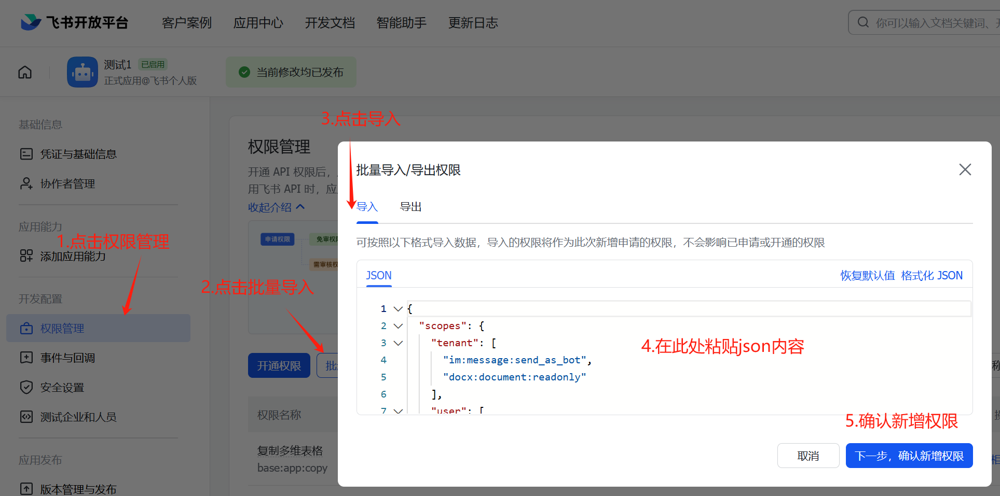 飞书开放平台
客户案例
应用中心
开发文档
智能助手
更新日志
你可以输入文档关键词、
测试1
已启用
正式应用@飞书个人版
当前修改均已发布
基础信息
凭证与基础信息
协作者管理
应用能力
1.点击权限管理
添加应用能力
开发配置
权限管理
事件与回调
安全设置
测试企业和人员
应用发布
版本管理与发布
3.点击导入
权限管理
开通 API 权限后，
用飞书 API 时，应
收起介绍
申请权限
免审权
需审核权
2.点击批量导入
开通权限
批
权限名称
复制多维表格
base:app:copy
批量导入/导出权限
导入
导出
可按照以下格式导入数据，导入的权限将作为此次新增申请的权限，不会影响已申请或开通的权限
JSON
恢复默认值 格式化 JSON
1 {
2 "scopes": {
3 "tenant": [
4 "im:message:send_as_bot",
5 "docx:document:readonly"
6 ],
7 "user": [
4.在此处粘贴json内容
5.确认新增权限
取消
下一步，确认新增权限
称